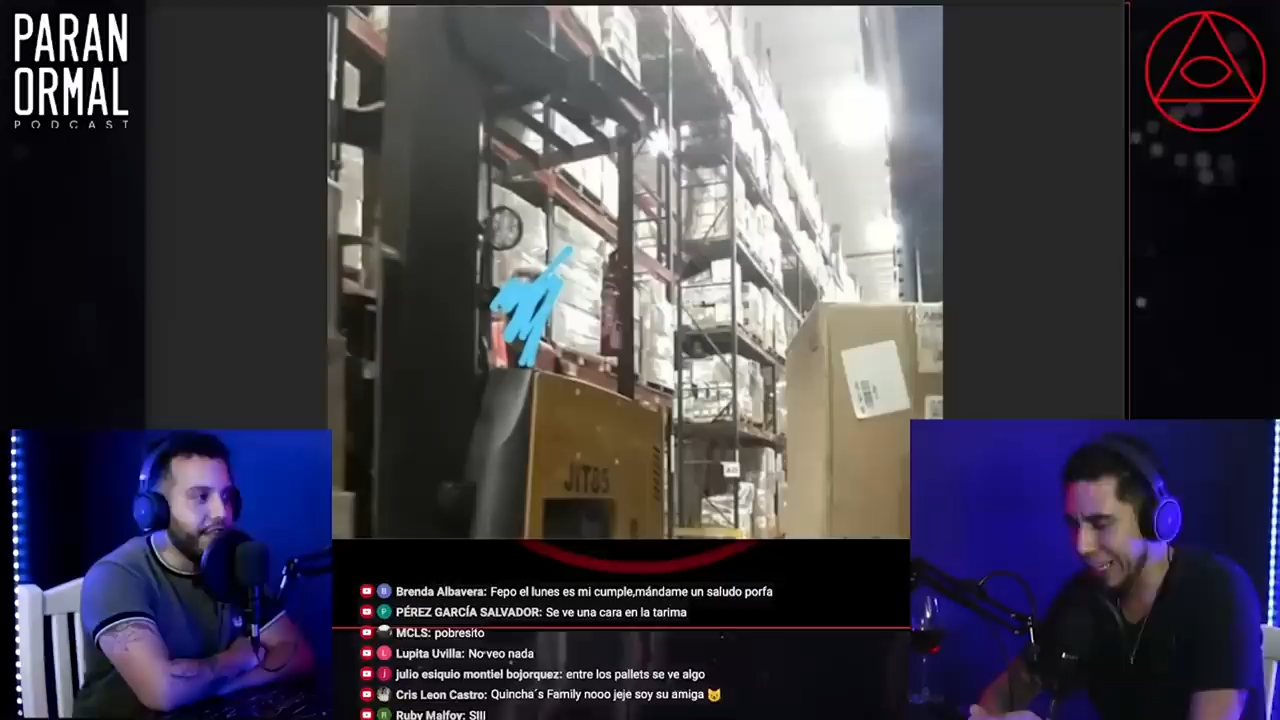 PARAN
ORMAL
PODCAST
JIT85
Brenda Albavera: Fepo el lunes es mi cumple,mándame un saludo porfa
PÉREZ GARCÍA SALVADOR: Se ve una cara en la tarima
MCLS: pobresito
Lupita Uvilla: No veo nada
julio esiquio montiel bojorquez: entre los pallets se ve algo
Cris Leon Castro: Quincha´s Family nooo jeje soy su amiga 😺
Ruby Malfoy: SIII